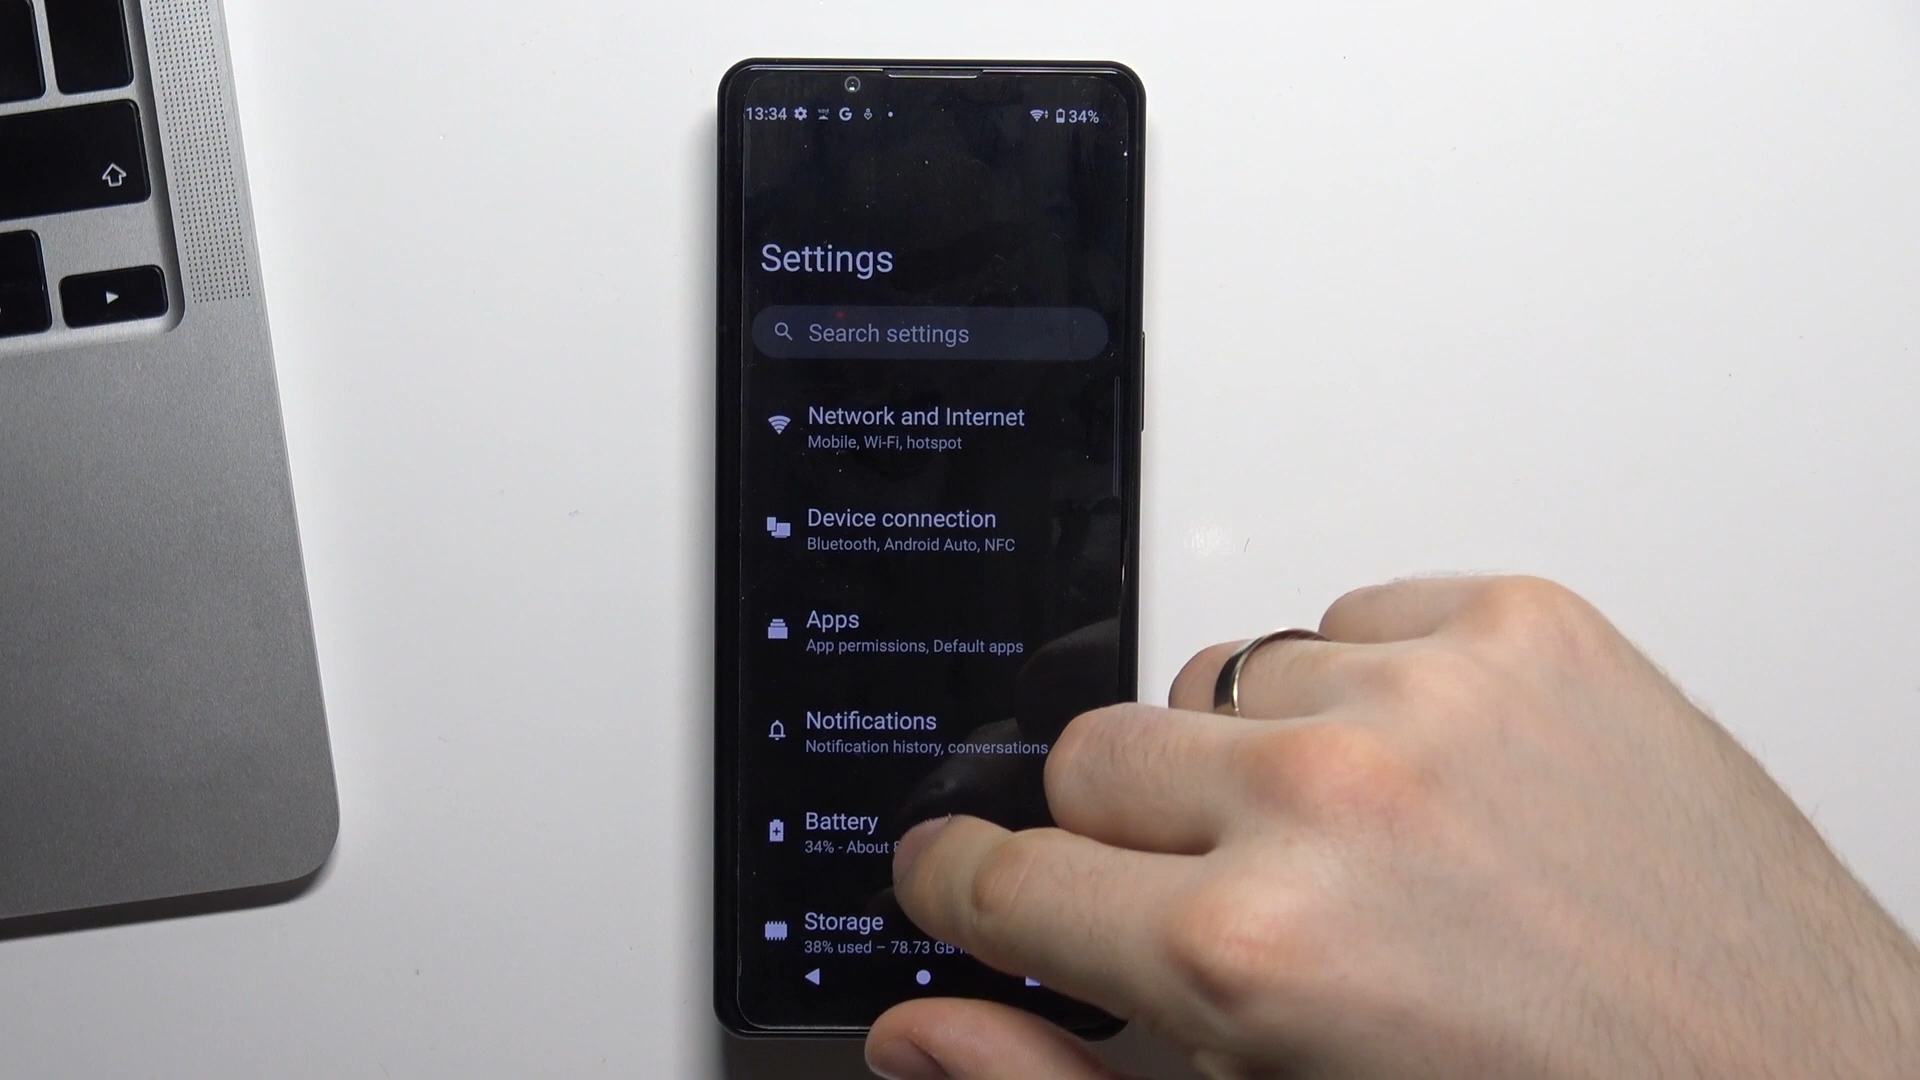 13:34 G 34%
Settings
Search settings
Network and Internet
Mobile, Wi-Fi, hotspot
Device connection
Bluetooth, Android Auto, NFC
Apps
App permissions, Default apps
Notifications
Notification history, conversations
Battery
34% - About
Storage
38% used – 78.73 GB